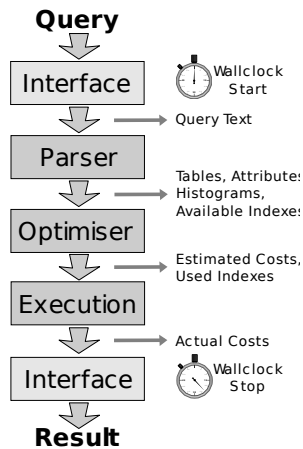 Query
Interface
Wallclock
Start
Query Text
Parser
Tables, Attributes
Histograms,
Available Indexes
Optimiser
Estimated Costs,
Used Indexes
Execution
Actual Costs
Interface
Wallclock
Stop
Result